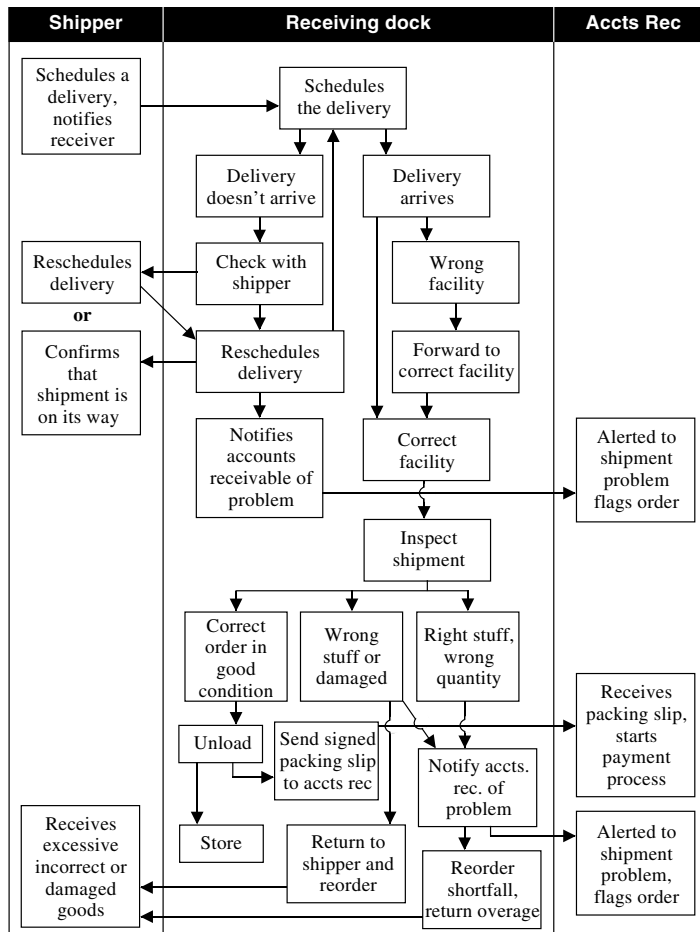 Shipper
Receiving dock
Accts Rec
Schedules a
delivery,
notifies
receiver
Schedules
the delivery
Delivery
doesn't arrive
Delivery
arrives
Reschedules
delivery
Check with
shipper
Wrong
facility
or
Confirms
that
shipment is
on its way
Reschedules
delivery
Forward to
correct facility
Notifies
accounts
receivable of
problem
Correct
facility
Alerted to
shipment
problem
flags order
Inspect
shipment
Correct
order in
good
condition
Wrong
stuff or
damaged
Right stuff,
wrong
quantity
Receives
packing slip,
starts
payment
process
Unload
Send signed
packing slip
to accts rec
Notify accts.
rec. of
problem
Receives
excessive
incorrect or
damaged
goods
Store
Return to
shipper and
reorder
Reorder
shortfall,
return overage
Alerted to
shipment
problem,
flags order